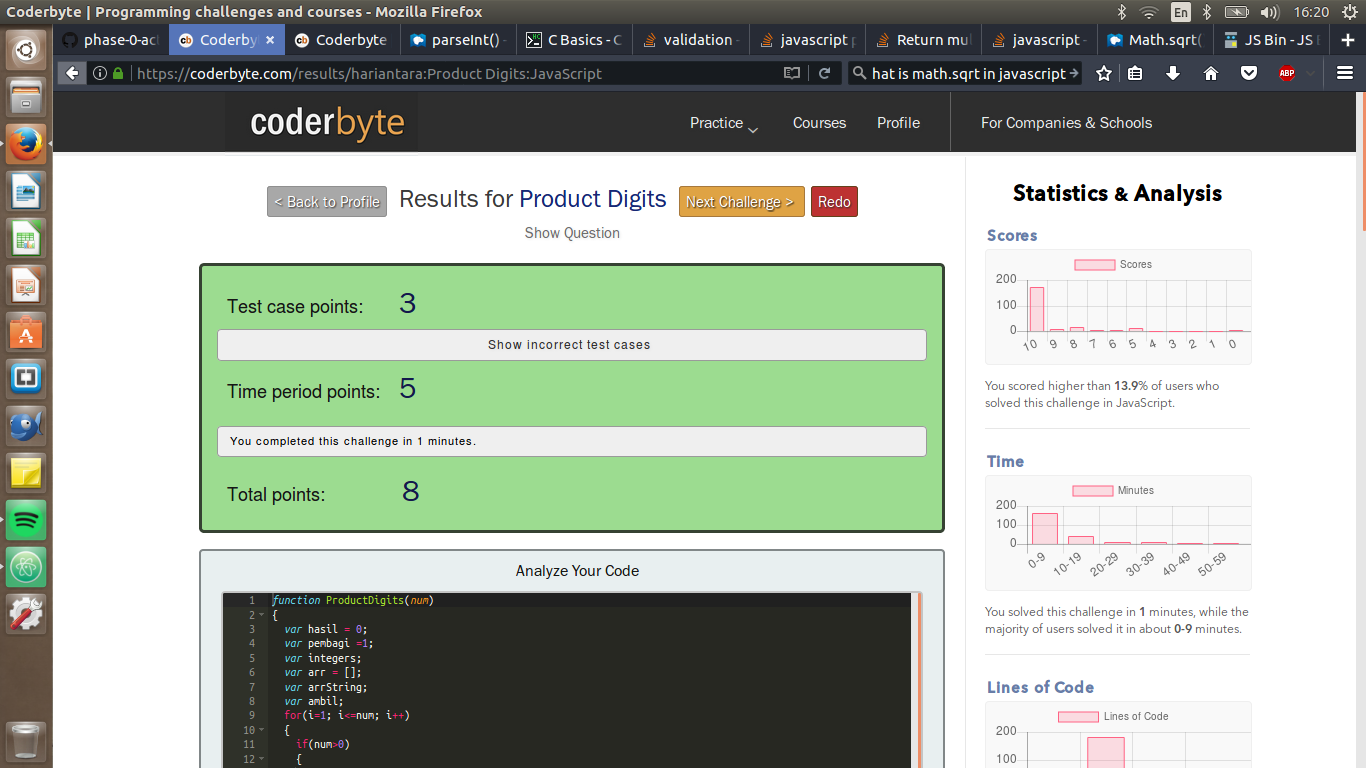 Coderbyte | Programming challenges and courses - Mozilla Firefox
En
16:20
phase-0-act
Coderby
Coderbyte
parseInt() -
C Basics - C
validation -
javascript p
Return mul
javascript -
Math.sqrt(
JS Bin - JS B
https://coderbyte.com/results/hariantara:Product Digits:JavaScript
hat is math.sqrt in javascript
ABP
coderbyte
Practice
Courses
Profile
For Companies & Schools
< Back to Profile
Results for Product Digits
Next Challenge >
Redo
Show Question
Test case points: 3
Show incorrect test cases
Time period points: 5
You completed this challenge in 1 minutes.
Total points: 8
Analyze Your Code
1 function ProductDigits(num)
2 {
3 var hasil = 0;
4 var pembagi =1;
5 var integers;
6 var arr = [];
7 var arrString;
8 var ambil;
9 for(i=1; i<=num; i++)
10 {
11 if(num>0)
12 {
Statistics & Analysis
Scores
Scores
200
100
0
10 9 8 7 6 5 4 3 2 1 0
You scored higher than 13.9% of users who
solved this challenge in JavaScript.
Time
Minutes
200
100
0
0-9 10-19 20-29 30-39 40-49 50-59
You solved this challenge in 1 minutes, while the
majority of users solved it in about 0-9 minutes.
Lines of Code
Lines of Code
200
100